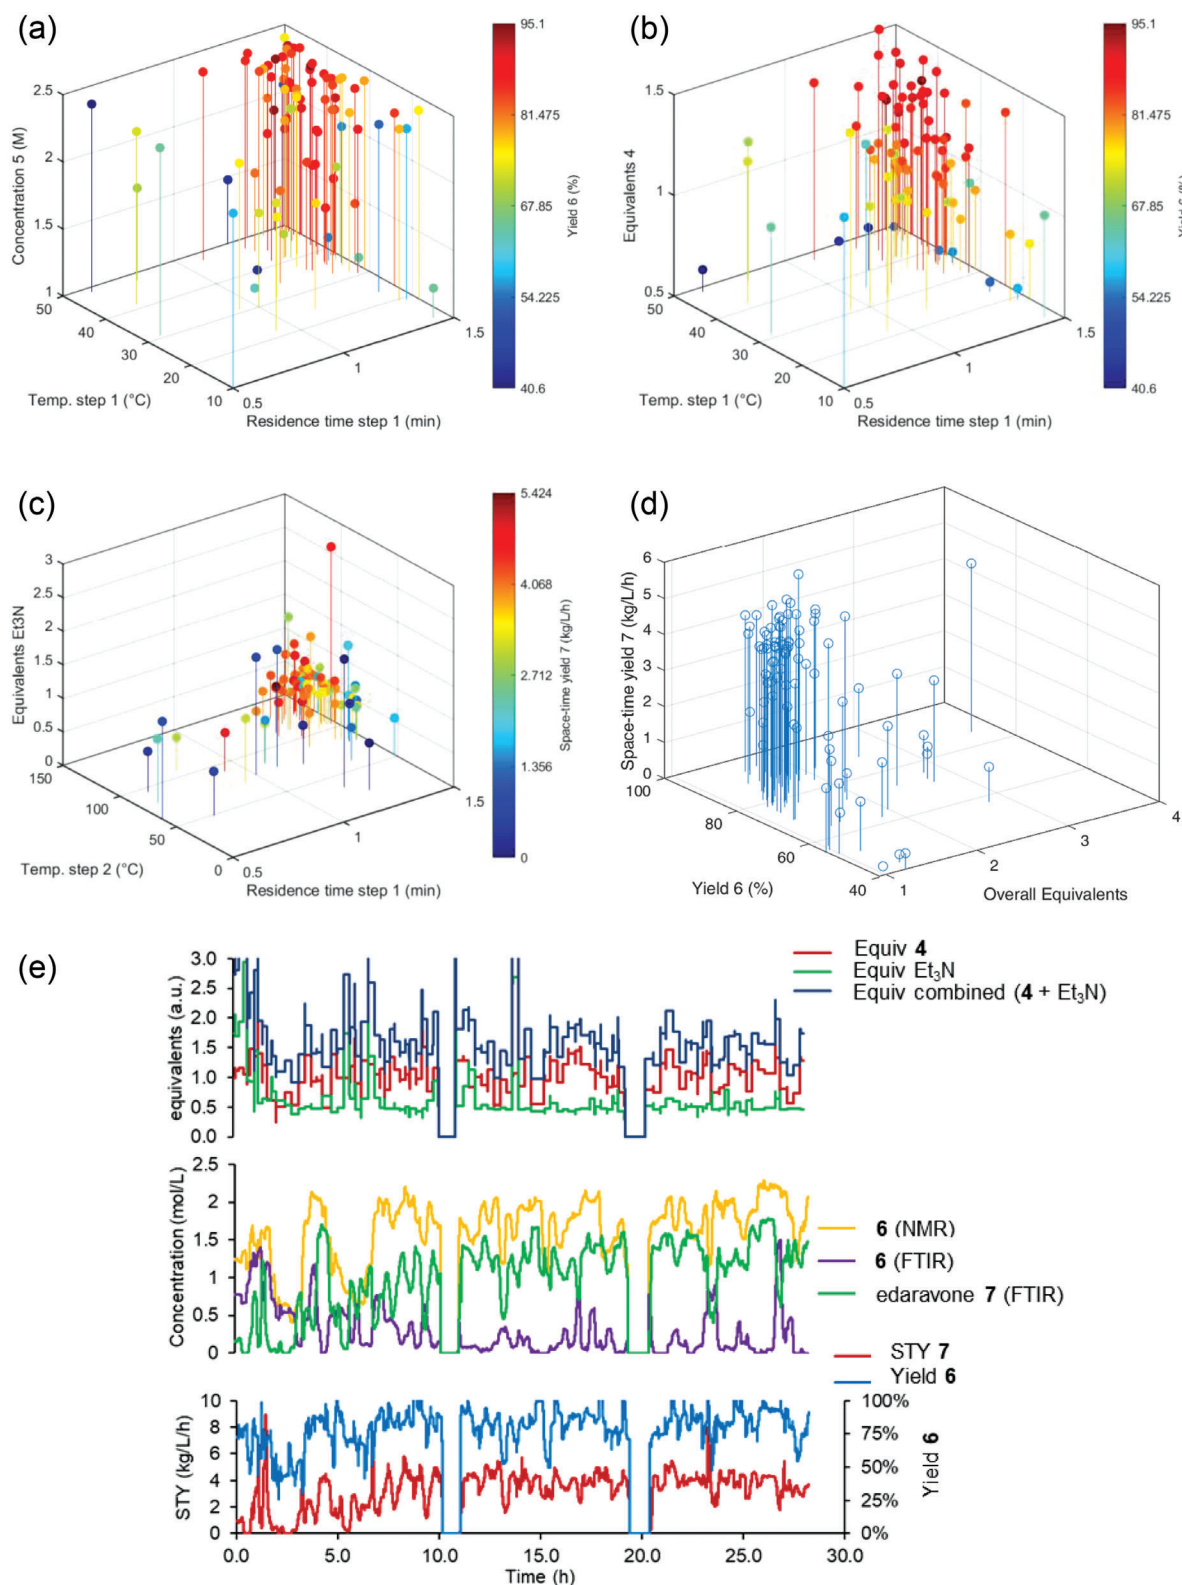 (a)
95.1
81.475
67.85
54.225
40.6
Yield 6 (%)
2.5
2
1.5
1
Concentration 5 (M)
50
40
30
20
10
Temp. step 1 (°C)
0.5
1
1.5
Residence time step 1 (min)
(b)
95.1
81.475
67.85
54.225
40.6
Yield 6 (%)
1.5
1
0.5
Equivalents 4
50
40
30
20
10
Temp. step 1 (°C)
0.5
1
1.5
Residence time step 1 (min)
(c)
5.424
4.068
2.712
1.356
0
Space-time yield 7 (kg/L/h)
3
2.5
2
1.5
1
0.5
0
Equivalents Et3N
150
100
50
0
Temp. step 2 (°C)
0.5
1
1.5
Residence time step 1 (min)
(d)
6
5
4
3
2
1
0
Space-time yield 7 (kg/L/h)
100
80
60
40
Yield 6 (%)
1
2
3
4
Overall Equivalents
(e)
3.0
2.5
2.0
1.5
1.0
0.5
0.0
equivalents (a.u.)
Equiv 4
Equiv Et₃N
Equiv combined (4 + Et₃N)
2.5
2
1.5
1
0.5
0
Concentration (mol/L)
6 (NMR)
6 (FTIR)
edaravone 7 (FTIR)
STY 7
Yield 6
10
8
6
4
2
0
STY (kg/L/h)
100%
75%
50%
25%
0%
Yield 6
0.0 5.0 10.0 15.0 20.0 25.0 30.0
Time (h)